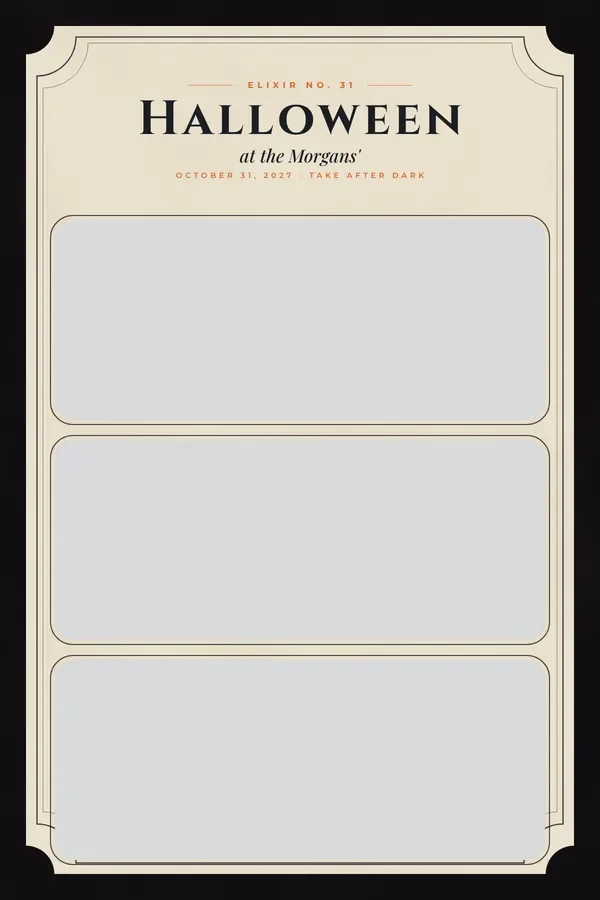 ELIXIR NO. 31
HALLOWEEN
at the Morgans'
OCTOBER 31, 2027 · TAKE AFTER DARK